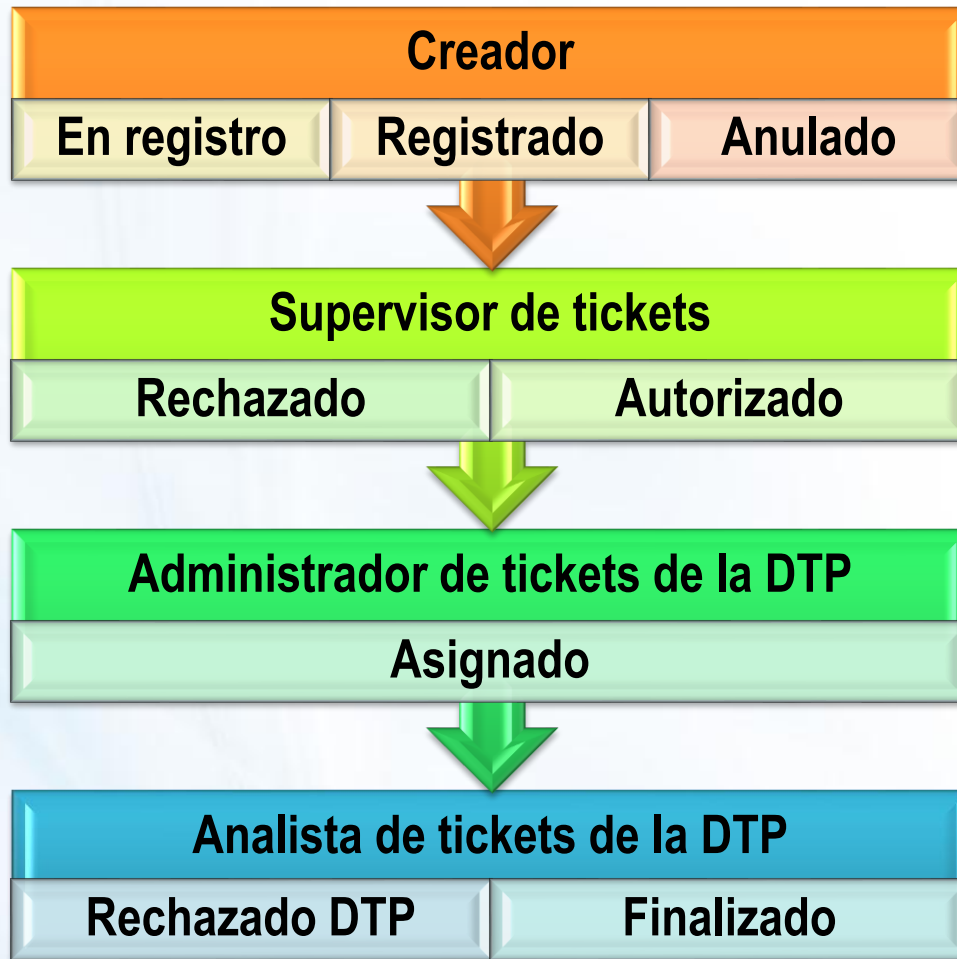 Creador
En registro Registrado Anulado
Supervisor de tickets
Rechazado Autorizado
Administrador de tickets de la DTP
Asignado
Analista de tickets de la DTP
Rechazado DTP Finalizado